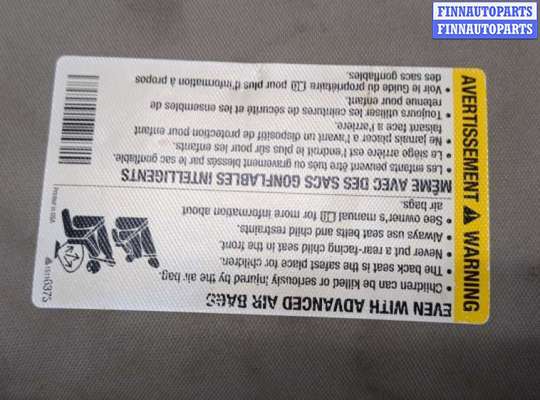 FINNAUTOPARTS
FINNAUTOPARTS
AVERTISSEMENT WARNING
EVEN WITH ADVANCED AIR BAGS
• Children can be killed or seriously injured by the air bag.
• The back seat is the safest place for children.
• Never put a rear-facing child seat in the front.
• Always use seat belts and child restraints.
• See owner's manual for more information about
air bags.
MÊME AVEC DES SACS GONFLABLES INTELLIGENTS
• Les enfants peuvent être tués ou gravement blessés par le sac gonflable
• Le siège arrière est l'endroit le plus sûr pour les enfants.
• Ne jamais placer à l'avant un dispositif de protection pour enfant
faisant face à l'arrière.
• Toujours utiliser les ceintures de sécurité et les ensembles de
retenue pour enfant.
• Voir le Guide du propriétaire pour plus d'information à propos
des sacs gonflables.
Printed in USA